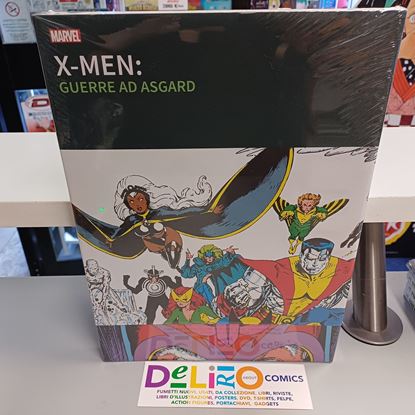 MARVEL
X-MEN:
GUERRE AD ASGARD
DELIRIO COMICS
FUMETTI NUOVI, USATI, DA COLLEZIONE, LIBRI, RIVISTE,
LIBRI D'ILLUSTRAZIONI, POSTERS, DVD, T-SHIRTS, FELPE,
ACTION FIGURES, PORTACHIAVI, GADGETS